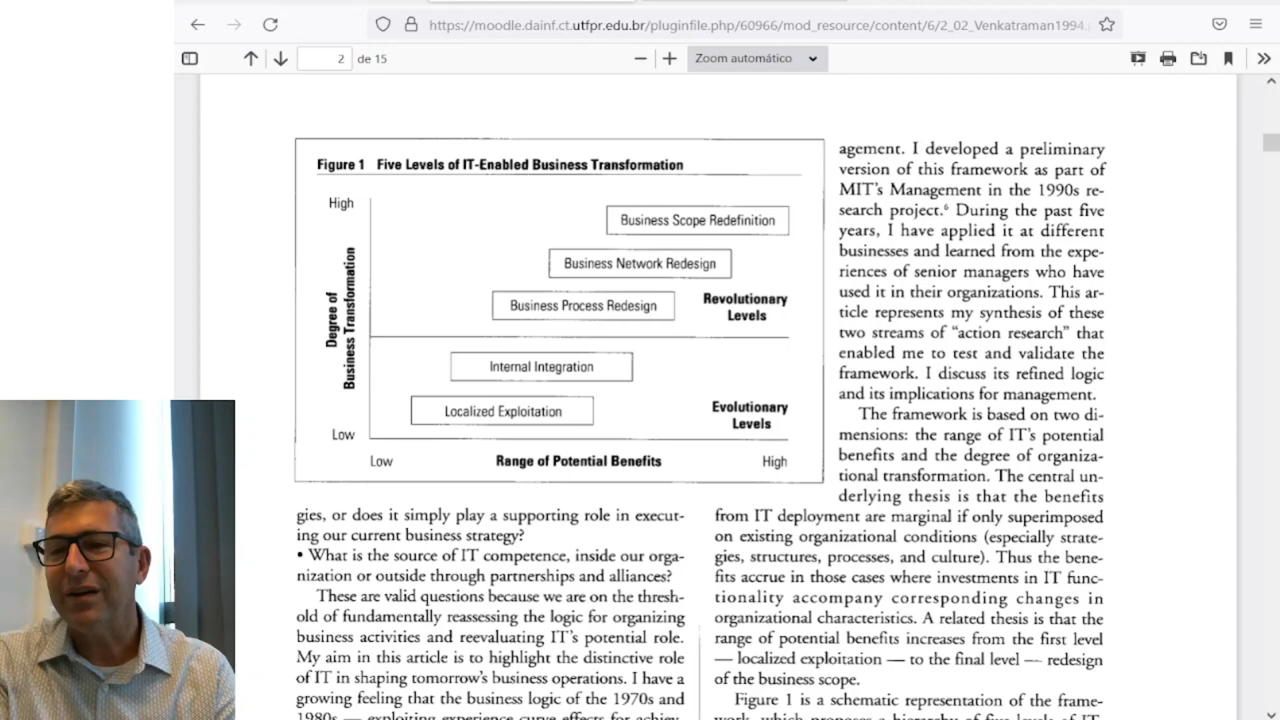 https://moodle.dainf.ct.utfpr.edu.br/pluginfile.php/60966/mod_resource/content/6/2_02_Venkatraman1994.
2 de 15
Zoom automático
Figure 1 Five Levels of IT-Enabled Business Transformation
High
Business Scope Redefinition
Business Network Redesign
Business Process Redesign
Revolutionary
Levels
Degree of
Business Transformation
Internal Integration
Localized Exploitation
Evolutionary
Levels
Low
Low
Range of Potential Benefits
High
gies, or does it simply play a supporting role in execut-
ing our current business strategy?
• What is the source of IT competence, inside our orga-
nization or outside through partnerships and alliances?
These are valid questions because we are on the thresh-
old of fundamentally reassessing the logic for organizing
business activities and reevaluating IT's potential role.
My aim in this article is to highlight the distinctive role
of IT in shaping tomorrow's business operations. I have a
growing feeling that the business logic of the 1970s and
1980s — exploiting experience curve effects for achiev-
agement. I developed a preliminary
version of this framework as part of
MIT's Management in the 1990s re-
search project.⁶ During the past five
years, I have applied it at different
businesses and learned from the expe-
riences of senior managers who have
used it in their organizations. This ar-
ticle represents my synthesis of these
two streams of “action research” that
enabled me to test and validate the
framework. I discuss its refined logic
and its implications for management.
The framework is based on two di-
mensions: the range of IT's potential
benefits and the degree of organiza-
tional transformation. The central un-
derlying thesis is that the benefits
from IT deployment are marginal if only superimposed
on existing organizational conditions (especially strate-
gies, structures, processes, and culture). Thus the bene-
fits accrue in those cases where investments in IT func-
tionality accompany corresponding changes in
organizational characteristics. A related thesis is that the
range of potential benefits increases from the first level
— localized exploitation — to the final level — redesign
of the business scope.
Figure 1 is a schematic representation of the frame-
work, which proposes a hierarchy of five levels of IT